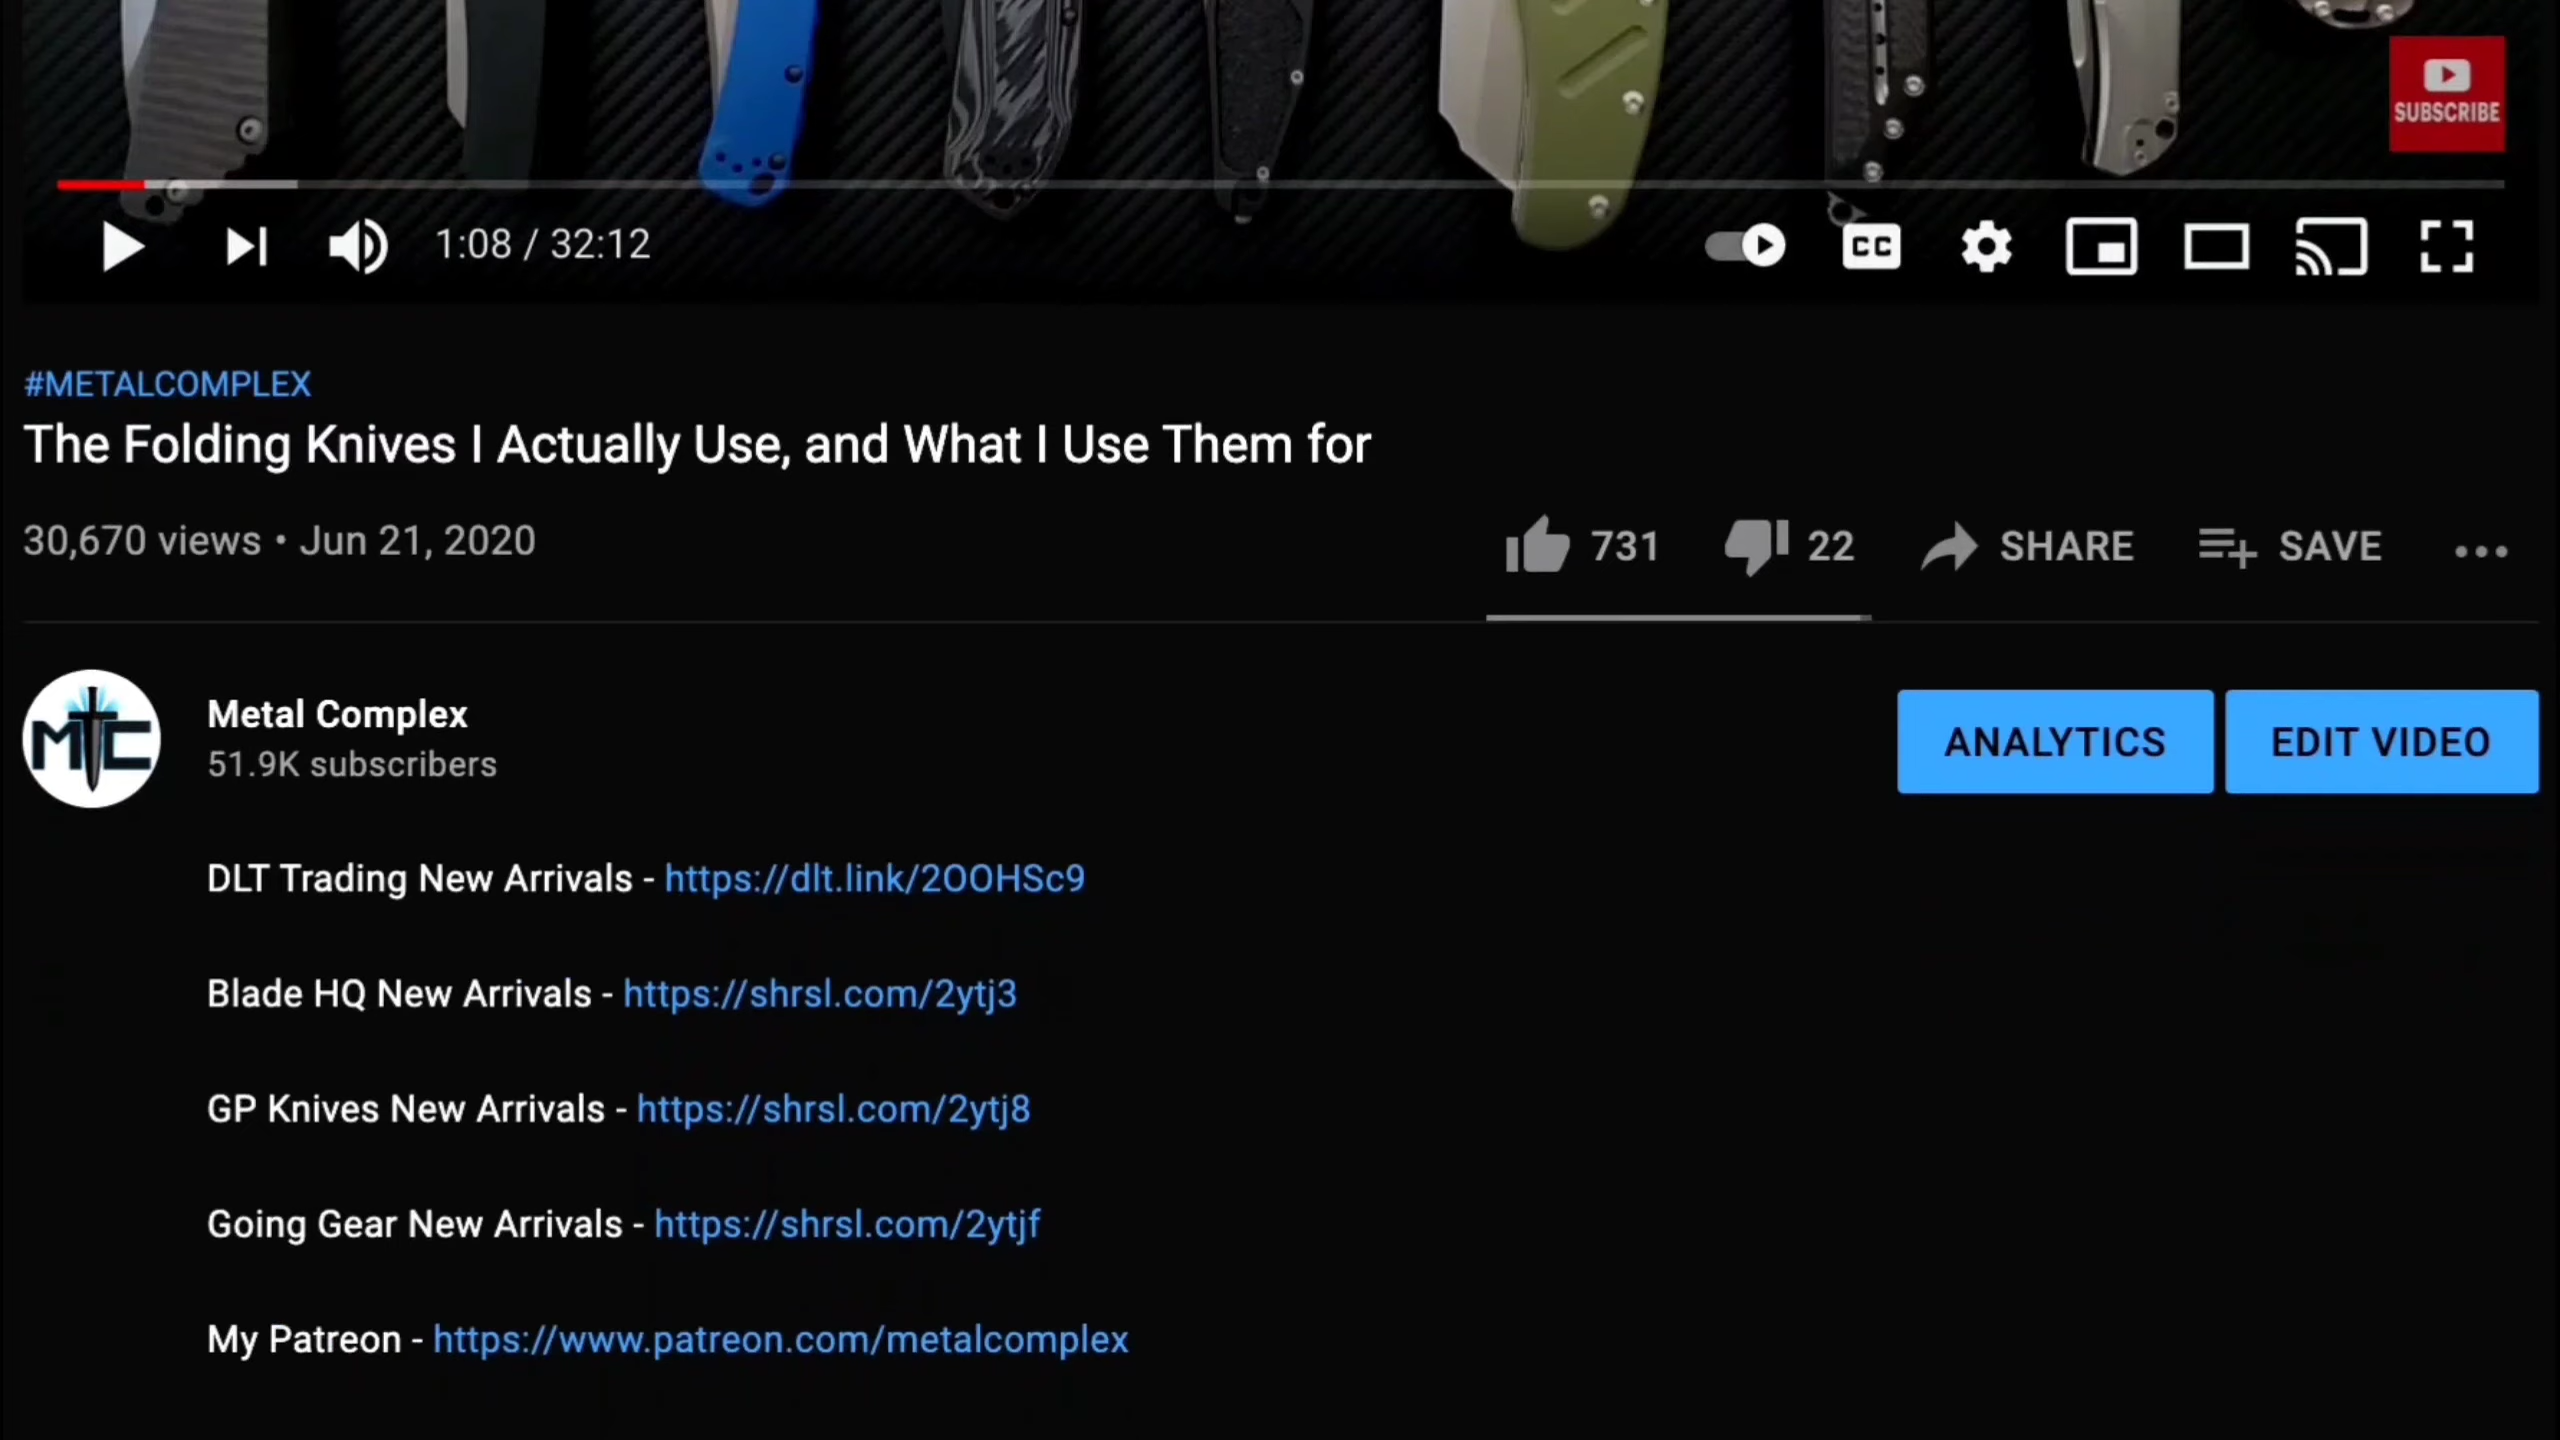 SUBSCRIBE
1:08 / 32:12
CC
#METALCOMPLEX
The Folding Knives I Actually Use, and What I Use Them for
30,670 views • Jun 21, 2020
731 22 SHARE SAVE
MTC
Metal Complex
51.9K subscribers
ANALYTICS EDIT VIDEO
DLT Trading New Arrivals - https://dlt.link/2OOHSc9
Blade HQ New Arrivals - https://shrsl.com/2ytj3
GP Knives New Arrivals - https://shrsl.com/2ytj8
Going Gear New Arrivals - https://shrsl.com/2ytjf
My Patreon - https://www.patreon.com/metalcomplex